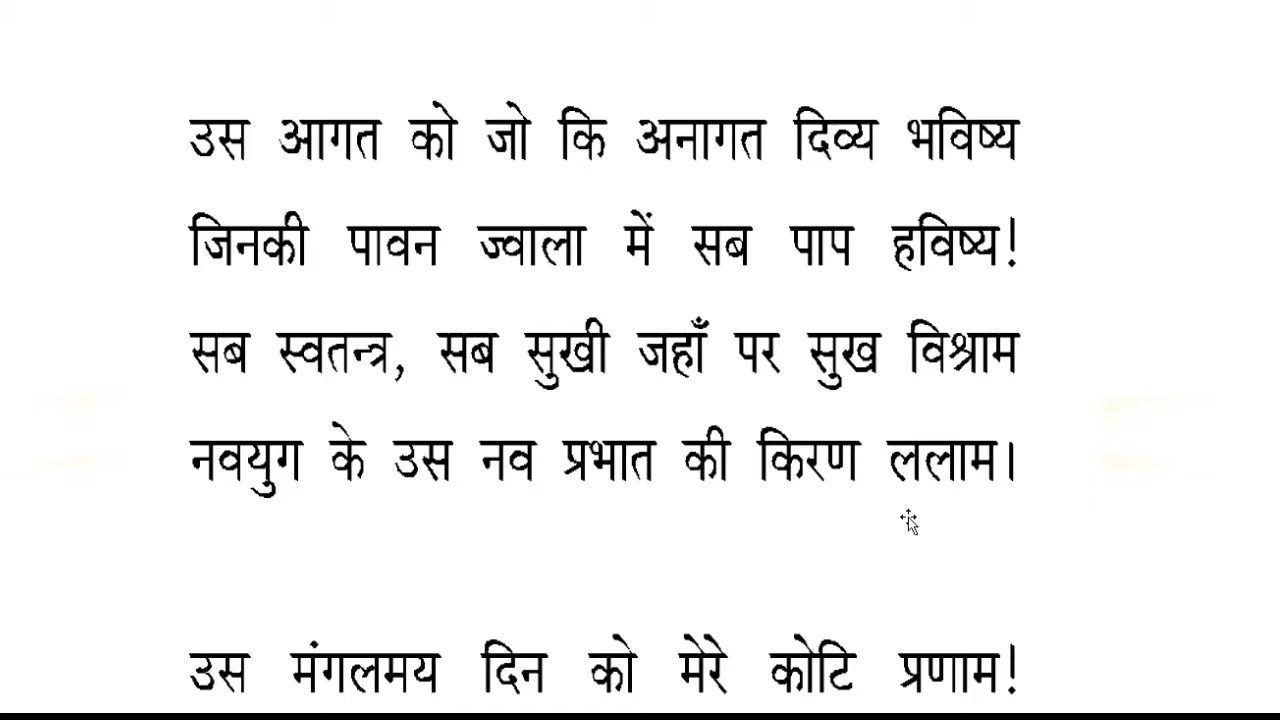 उस आगत को जो कि अनागत दिव्य भविष्य
जिनकी पावन ज्वाला में सब पाप हविष्य!
सब स्वतन्त्र, सब सुखी जहाँ पर सुख विश्राम
नवयुग के उस नव प्रभात की किरण ललाम।
उस मंगलमय दिन को मेरे कोटि प्रणाम!